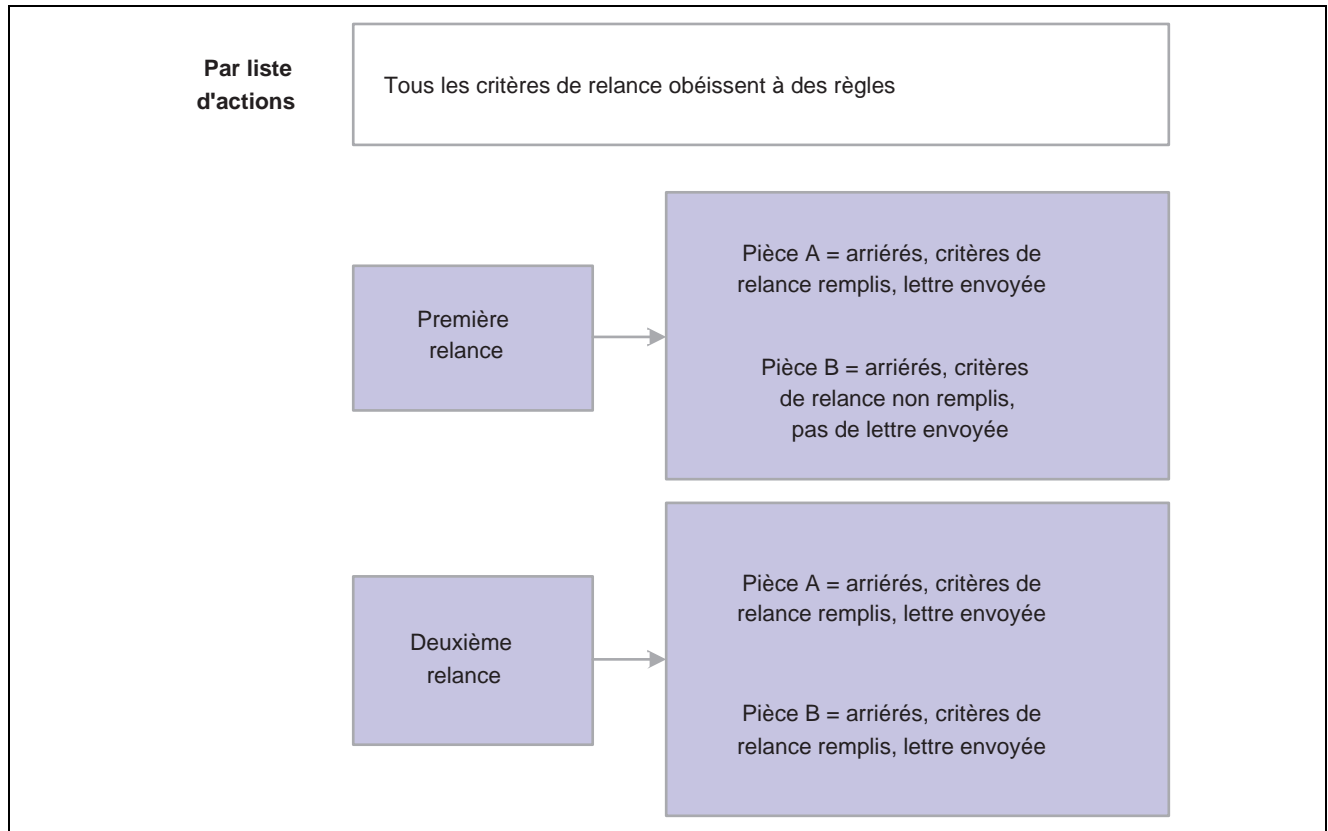 Par liste
d'actions
Tous les critères de relance obéissent à des règles
Première
relance
Pièce A = arriérés, critères de
relance remplis, lettre envoyée
Pièce B = arriérés, critères
de relance non remplis,
pas de lettre envoyée
Deuxième
relance
Pièce A = arriérés, critères de
relance remplis, lettre envoyée
Pièce B = arriérés, critères de
relance remplis, lettre envoyée